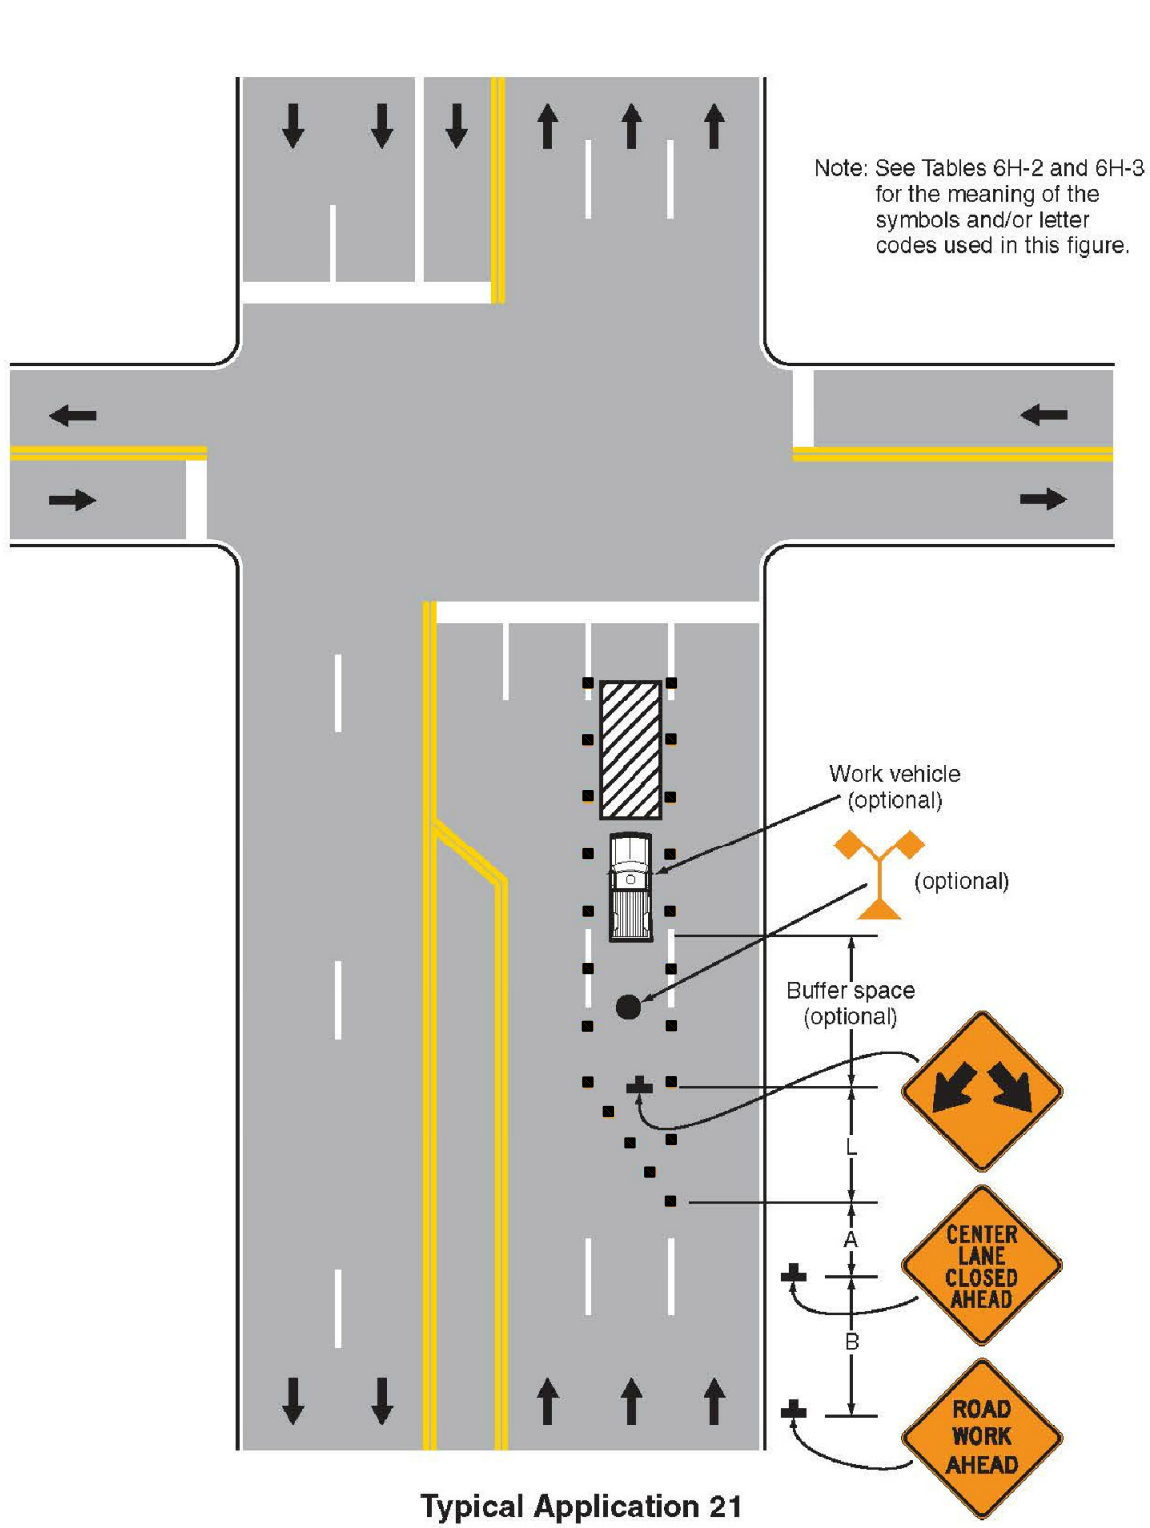 Note: See Tables 6H-2 and 6H-3
for the meaning of the
symbols and/or letter
codes used in this figure.
Work vehicle
(optional)
(optional)
Buffer space
(optional)
L
A
CENTER
LANE
CLOSED
AHEAD
B
ROAD
WORK
AHEAD
Typical Application 21